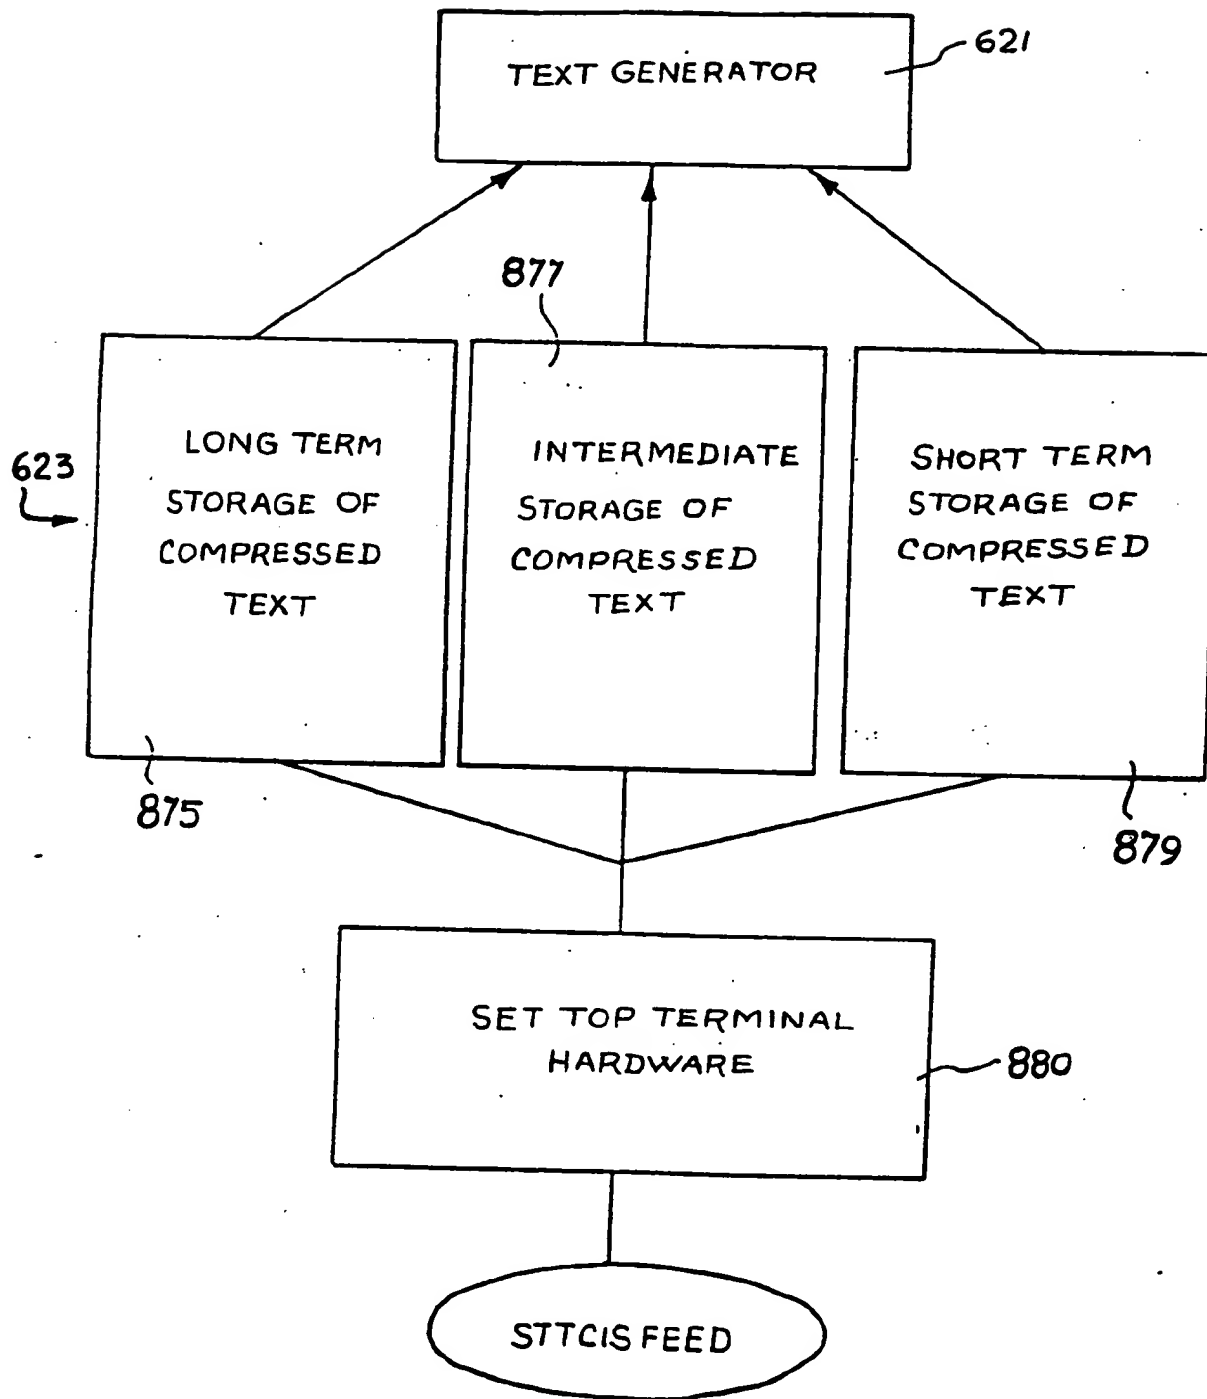 TEXT GENERATOR
621
877
623
LONG TERM
STORAGE OF
COMPRESSED
TEXT
INTERMEDIATE
STORAGE OF
COMPRESSED
TEXT
SHORT TERM
STORAGE OF
COMPRESSED
TEXT
875
879
SET TOP TERMINAL
HARDWARE
880
STTCIS FEED